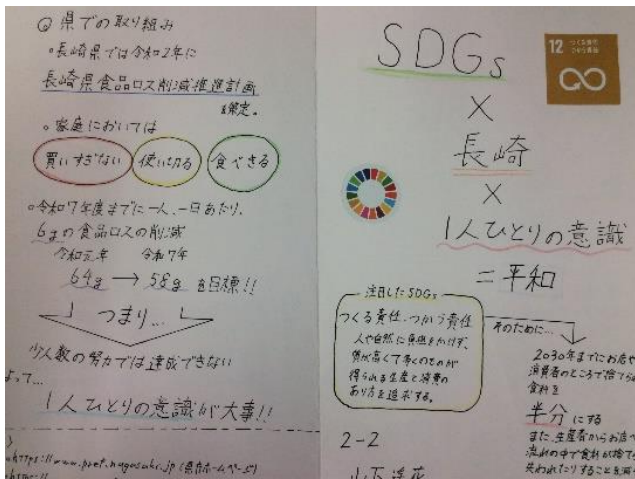 県での取り組み
・長崎県では令和2年に
長崎県食品ロス削減推進計画
を策定。
・家庭においては
買いすぎない 使い切る 食べきる
・令和7年度までに一人、一日あたり、
6gの食品ロスの削減
令和元年 令和7年
64g → 58g を目標!!
つまり...
少人数の努力では達成できない
よって...
1人ひとりの意識が大事!!
SDGs
×
長崎
×
1人ひとりの意識
=平和
12 つくる責任
つかう責任
注目したSDGs
つくる責任、つかう責任
人や自然に負担をかけず、
質が高くて多くのものが
得られる生産と消費の
あり方を追求する。
そのために...
2030年までにお店や
消費者のところで捨てら
食料を
半分にする
また、生産者からお店へ
流れの中で食料が捨て
失われたりすることを減
2-2